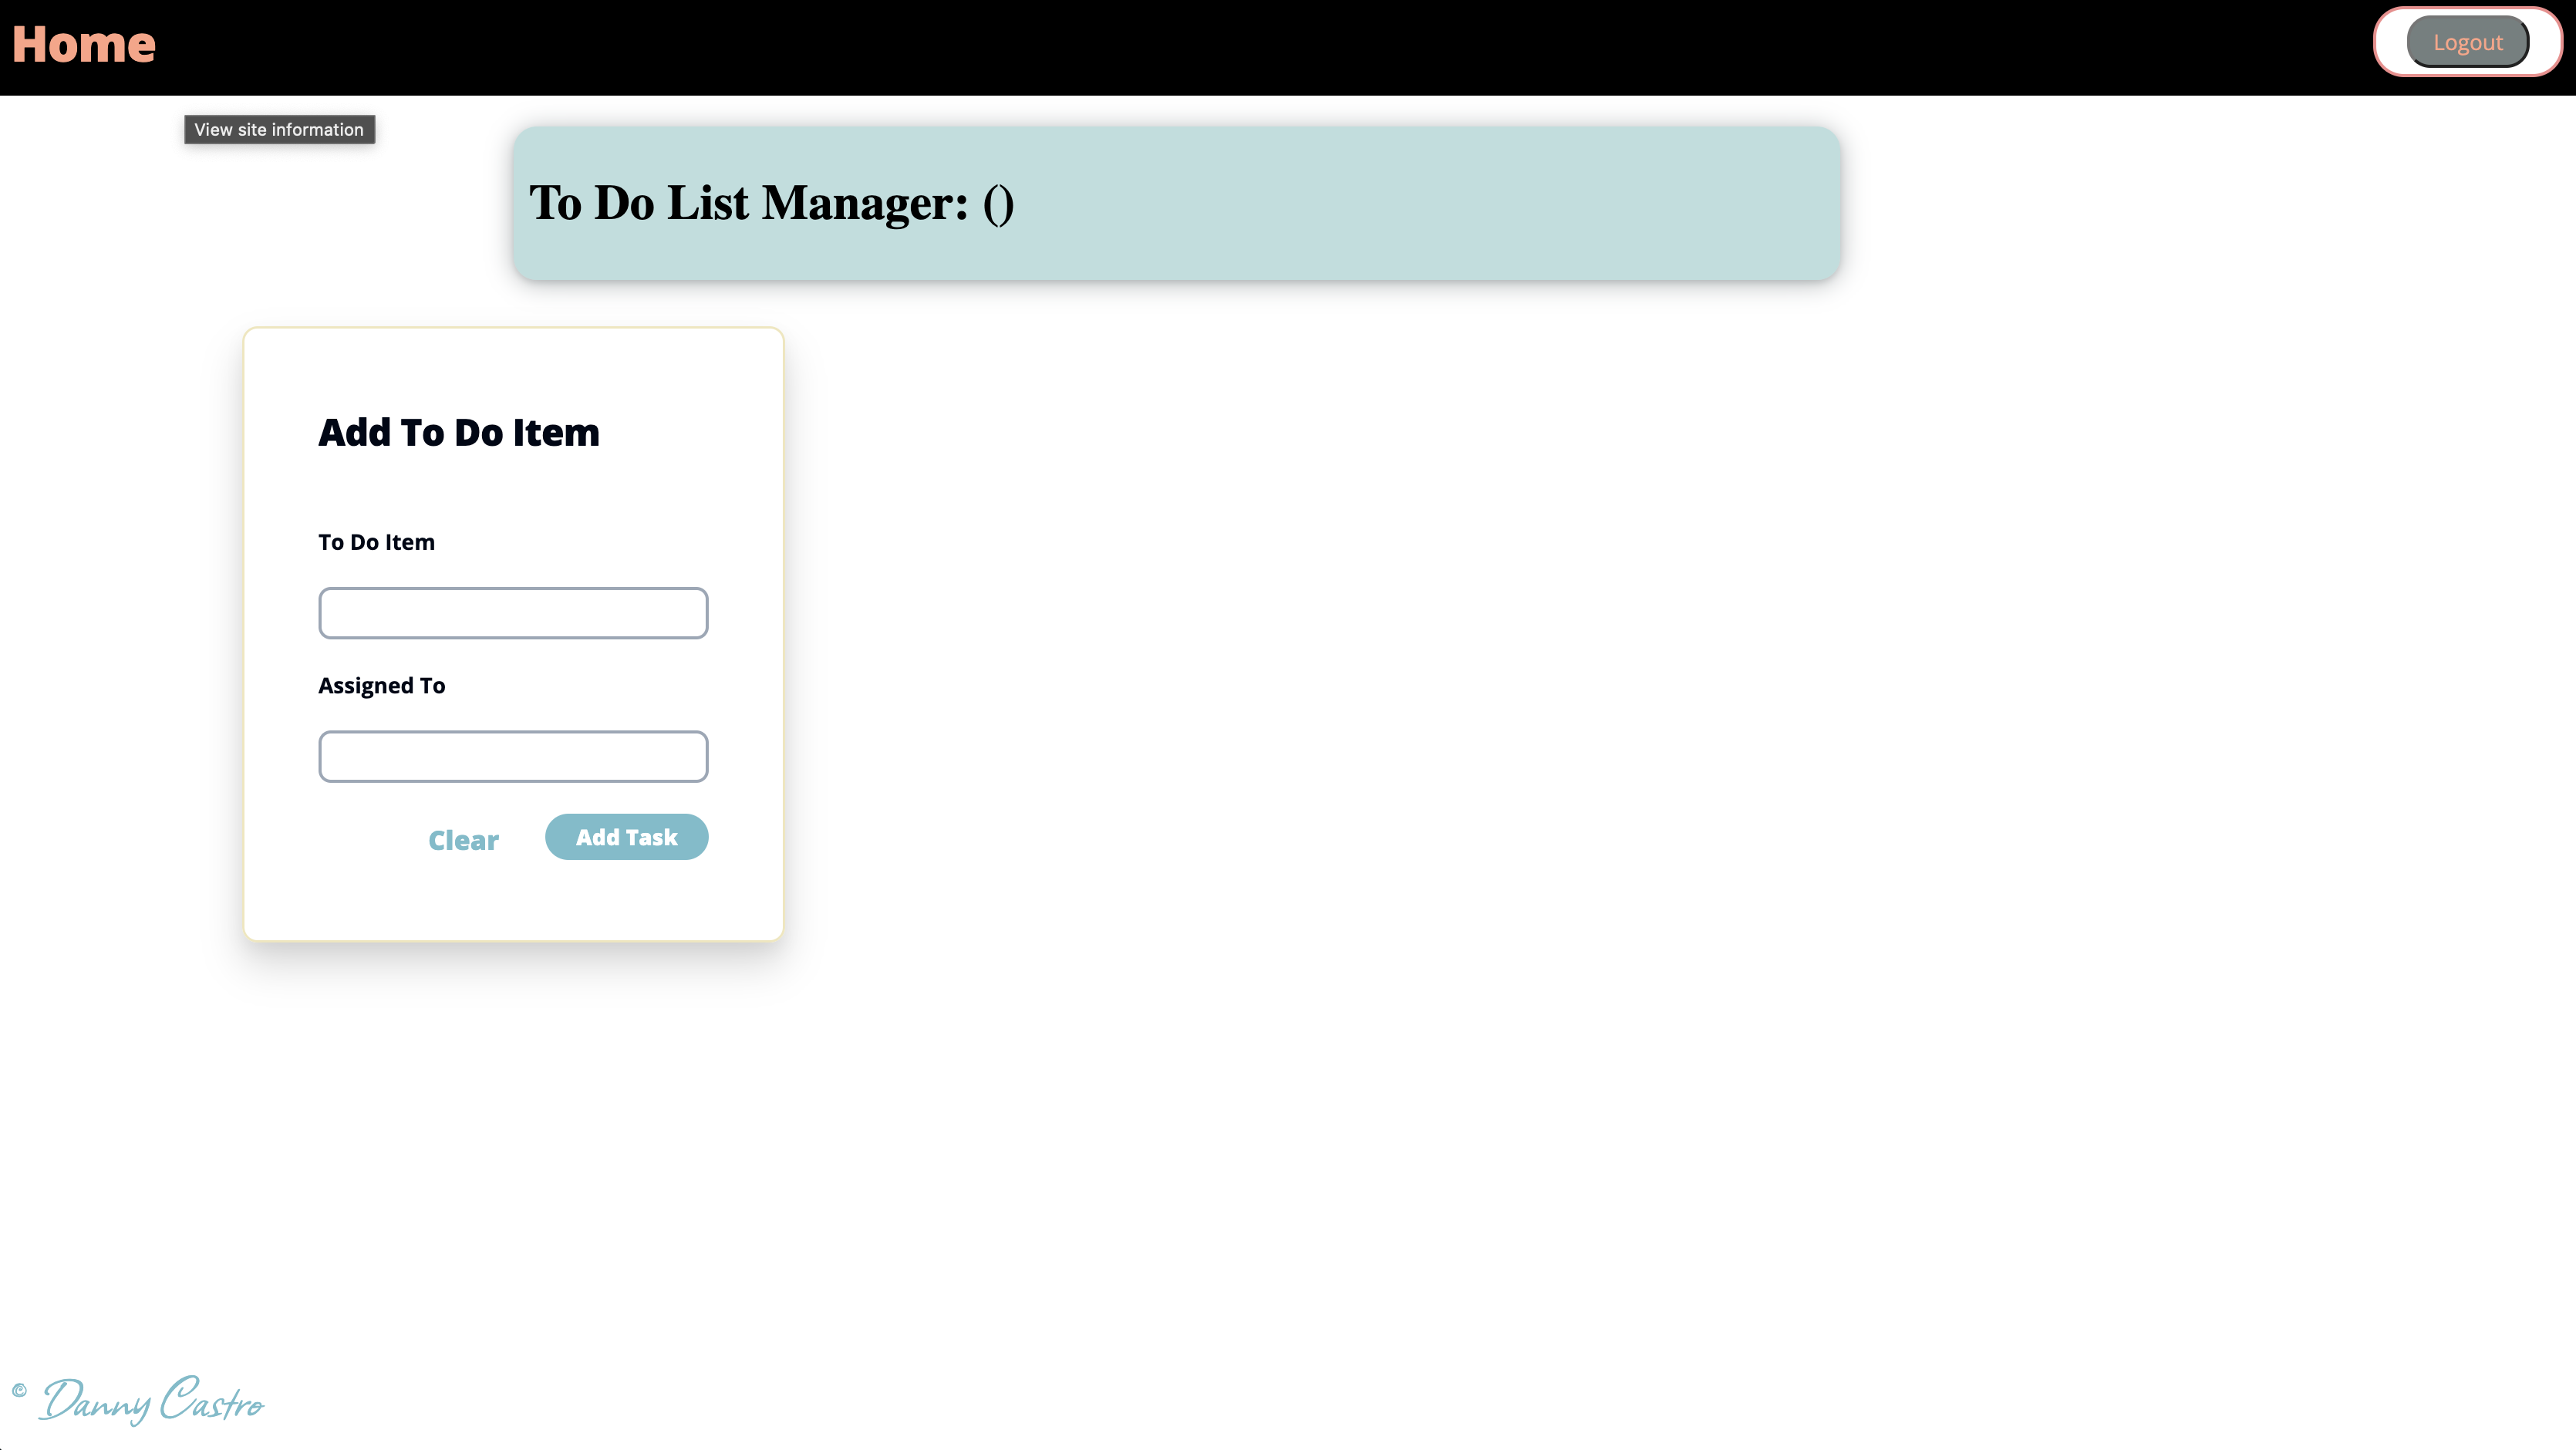 Home
Logout
View site information
To Do List Manager: ()
Add To Do Item
To Do Item
Assigned To
Clear
Add Task
© Danny Castro